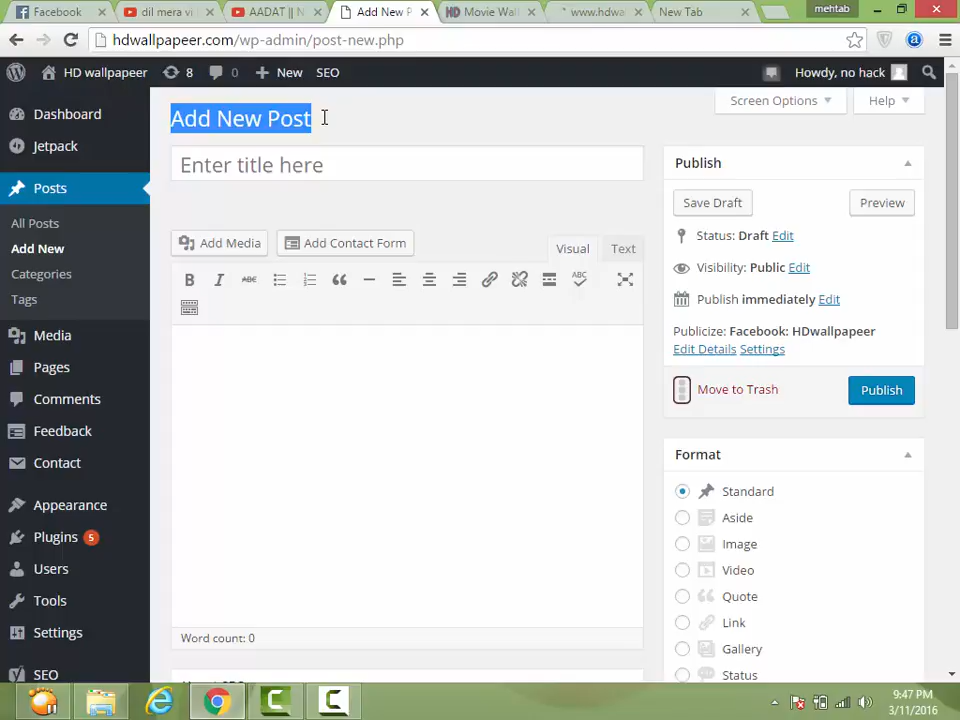 Facebook
dil mera vi
AADAT || N
Add New P
HD Movie Wal
www.hdwa
New Tab
mehtab
hdwallpapeer.com/wp-admin/post-new.php
HD wallpapeer
8
0
New
SEO
Howdy, no hack
Dashboard
Jetpack
Posts
All Posts
Add New
Categories
Tags
Media
Pages
Comments
Feedback
Contact
Appearance
Plugins 5
Users
Tools
Settings
SEO
Add New Post
Screen Options
Help
Enter title here
Add Media
Add Contact Form
Visual
Text
B
I
ABC
ABC
Word count: 0
Publish
Save Draft
Preview
Status: Draft Edit
Visibility: Public Edit
Publish immediately Edit
Publicize: Facebook: HDwallpapeer
Edit Details Settings
Move to Trash
Publish
Format
Standard
Aside
Image
Video
Quote
Link
Gallery
Status
9:47 PM
3/11/2016